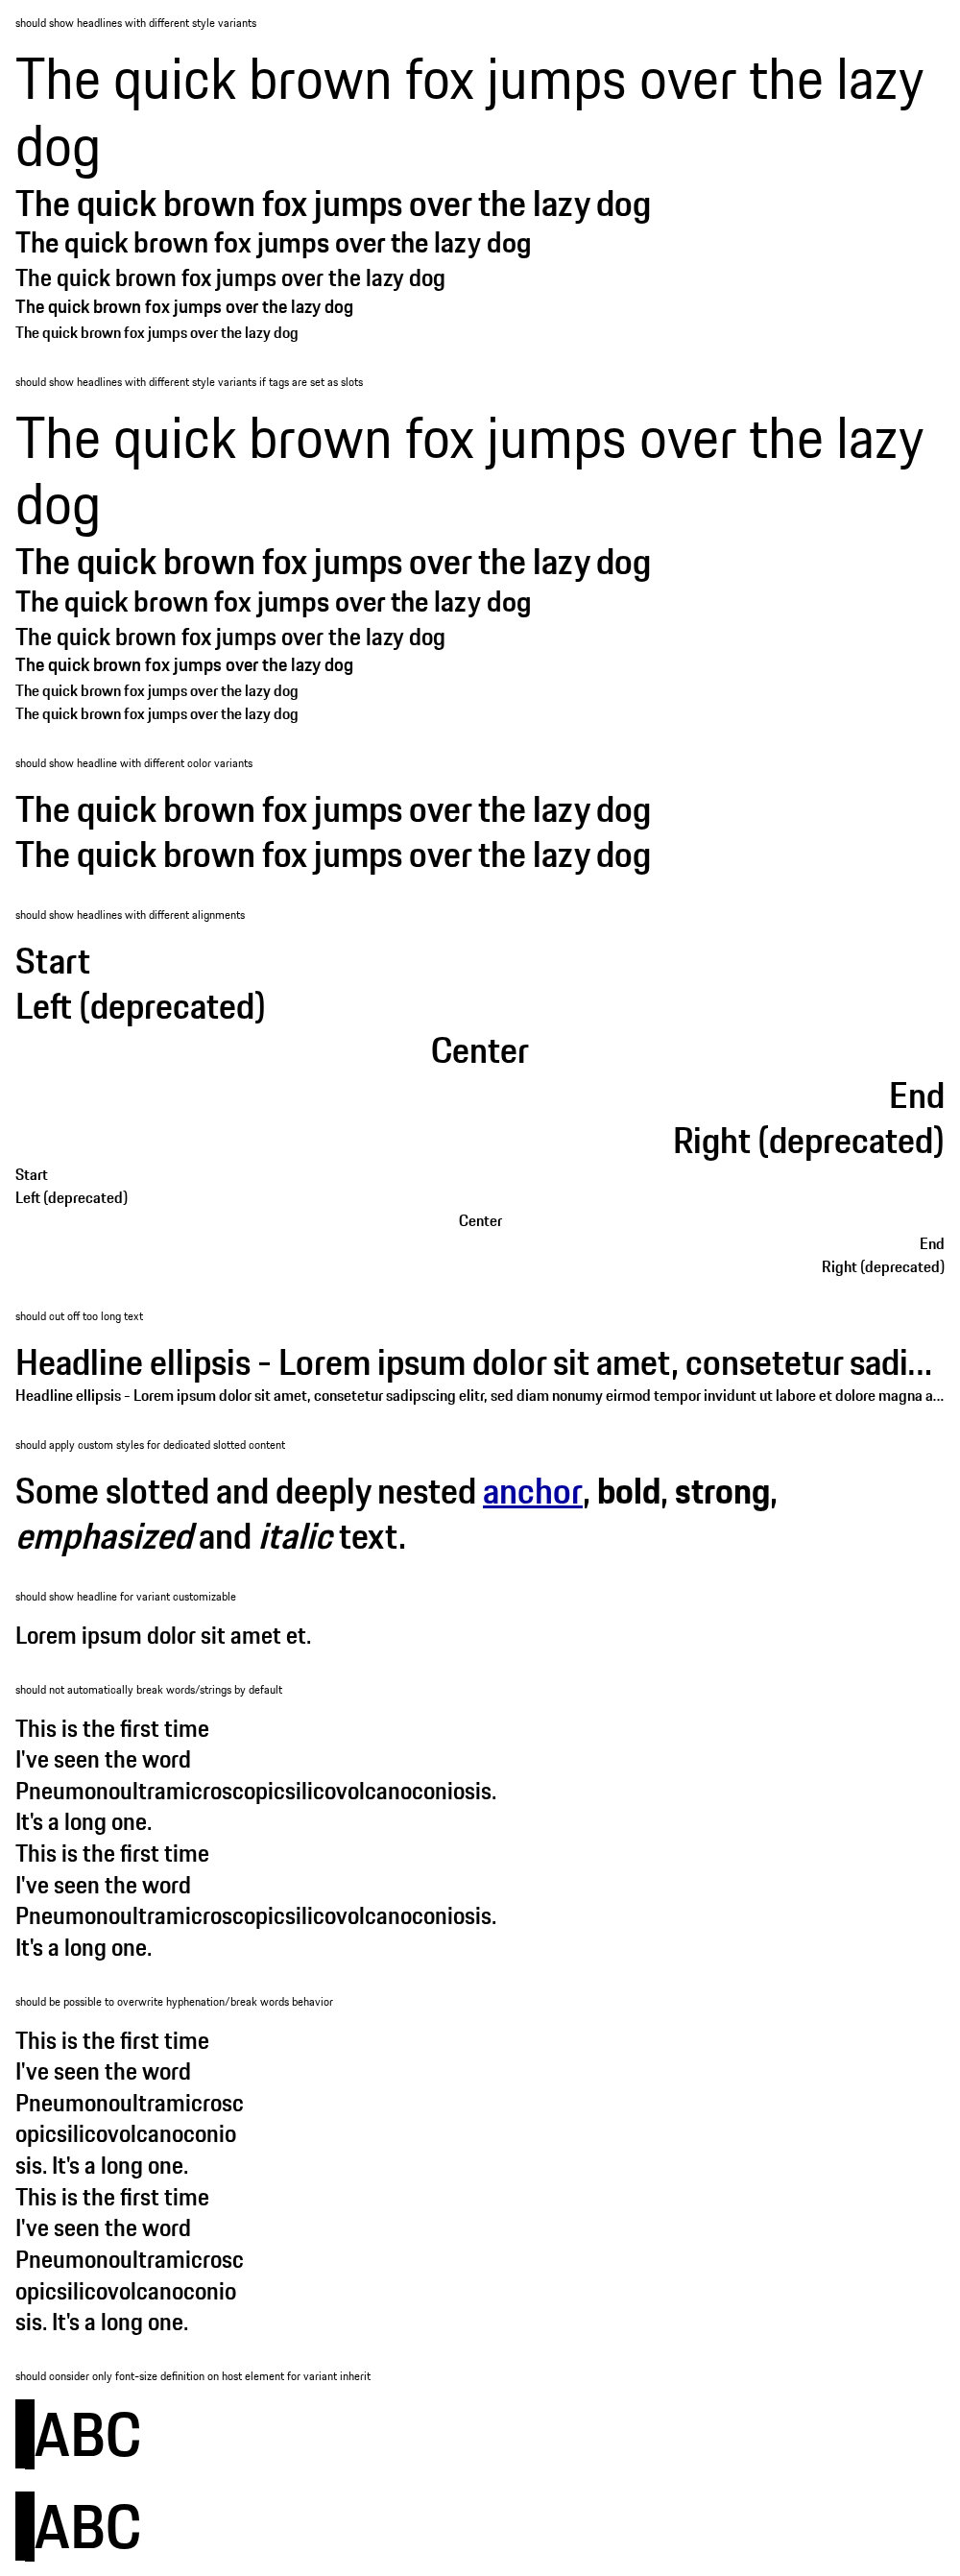 should show headlines with different style variants
The quick brown fox jumps over the lazy
dog
The quick brown fox jumps over the lazy dog
The quick brown fox jumps over the lazy dog
The quick brown fox jumps over the lazy dog
The quick brown fox jumps over the lazy dog
The quick brown fox jumps over the lazy dog
should show headlines with different style variants if tags are set as slots
The quick brown fox jumps over the lazy
dog
The quick brown fox jumps over the lazy dog
The quick brown fox jumps over the lazy dog
The quick brown fox jumps over the lazy dog
The quick brown fox jumps over the lazy dog
The quick brown fox jumps over the lazy dog
The quick brown fox jumps over the lazy dog
should show headline with different color variants
The quick brown fox jumps over the lazy dog
The quick brown fox jumps over the lazy dog
should show headlines with different alignments
Start
Left (deprecated)
Center
End
Right (deprecated)
Start
Left (deprecated)
Center
End
Right (deprecated)
should cut off too long text
Headline ellipsis - Lorem ipsum dolor sit amet, consetetur sadi...
Headline ellipsis - Lorem ipsum dolor sit amet, consetetur sadipscing elitr, sed diam nonumy eirmod tempor invidunt ut labore et dolore magna a...
should apply custom styles for dedicated slotted content
Some slotted and deeply nested anchor, bold, strong,
emphasized and italic text.
should show headline for variant customizable
Lorem ipsum dolor sit amet et.
should not automatically break words/strings by default
This is the first time
I've seen the word
Pneumonoultramicroscopicsilicovolcanoconiosis.
It's a long one.
This is the first time
I've seen the word
Pneumonoultramicroscopicsilicovolcanoconiosis.
It's a long one.
should be possible to overwrite hyphenation/break words behavior
This is the first time
I've seen the word
Pneumonoultramicrosc
opicsilicovolcanoconio
sis. It's a long one.
This is the first time
I've seen the word
Pneumonoultramicrosc
opicsilicovolcanoconio
sis. It's a long one.
should consider only font-size definition on host element for variant inherit
ABC
ABC